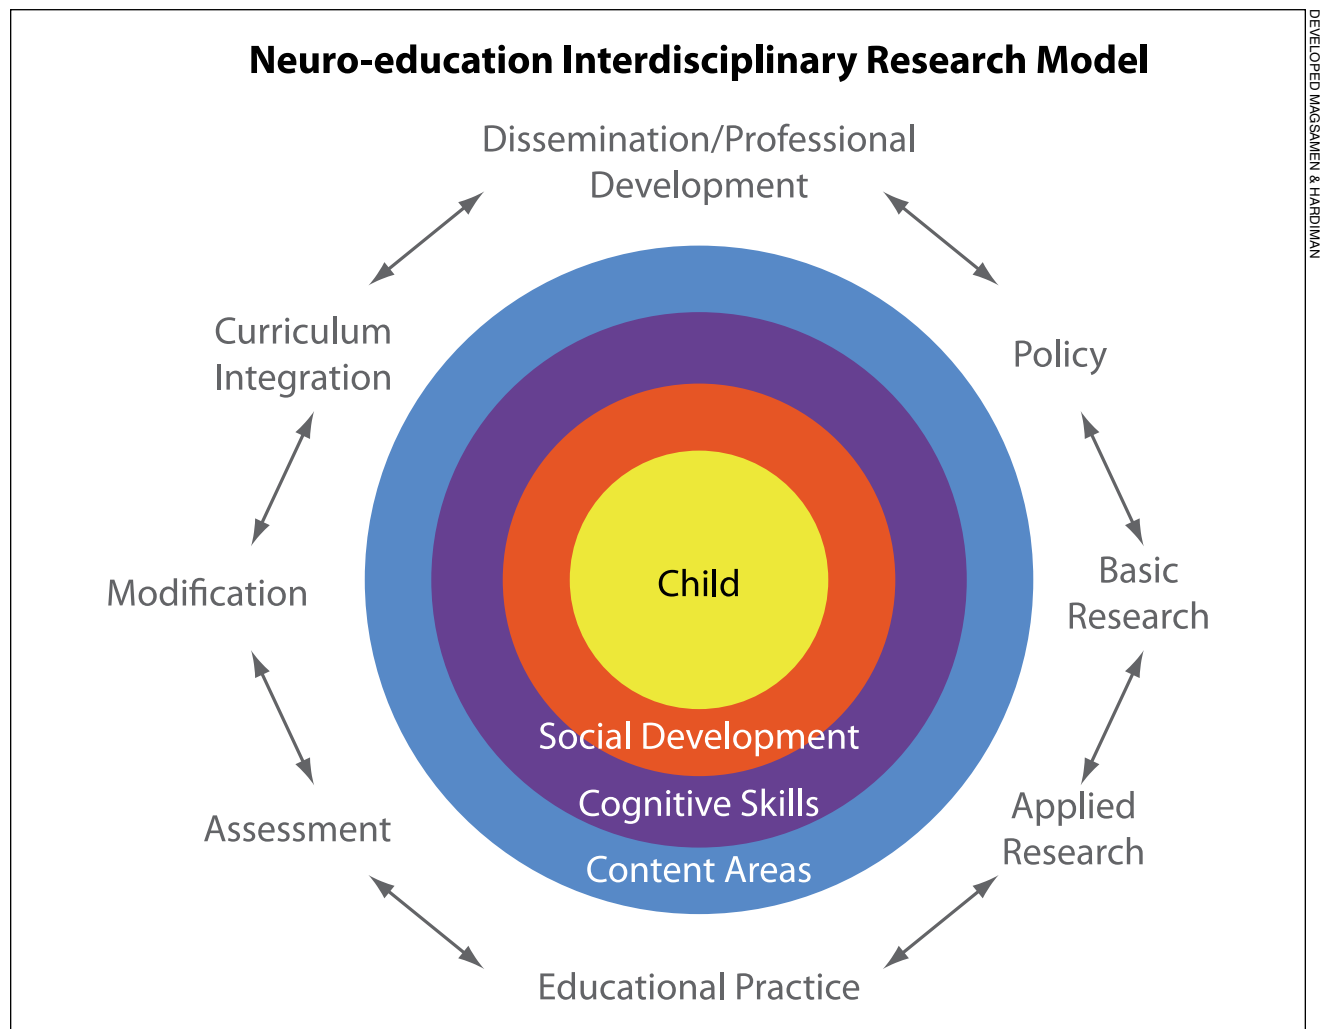 Neuro-education Interdisciplinary Research Model
DEVELOPED MAGSAMEN & HARDIMAN
Dissemination/Professional
Development
Curriculum
Integration
Policy
Child
Modification
Basic
Research
Social Development
Cognitive Skills
Content Areas
Assessment
Applied
Research
Educational Practice